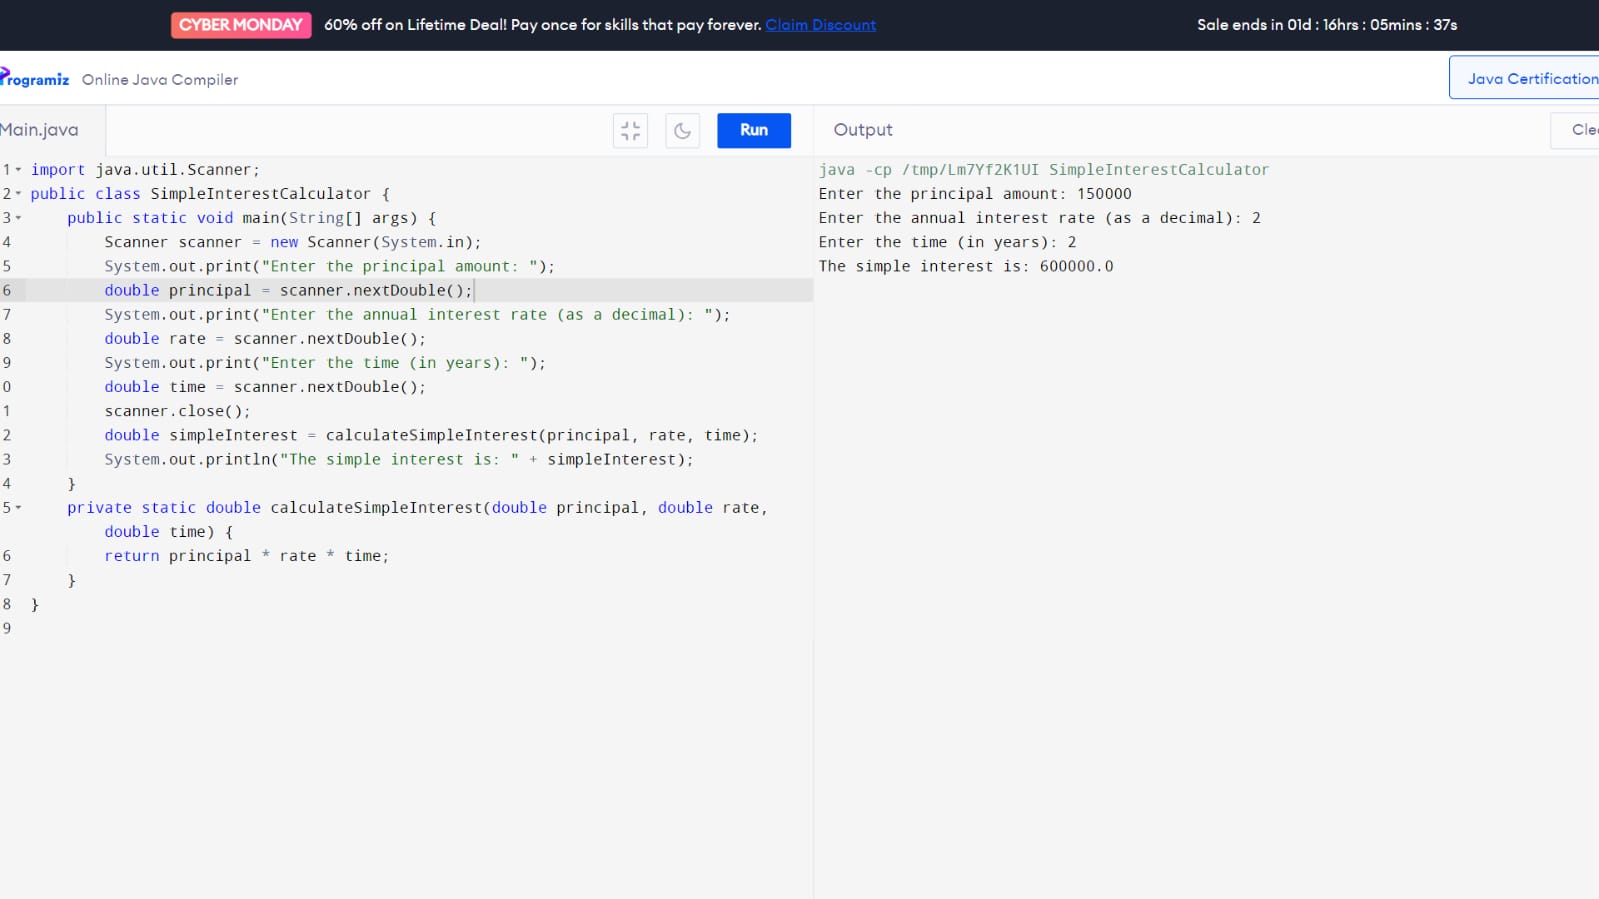 CYBER MONDAY 60% off on Lifetime Deal! Pay once for skills that pay forever. Claim Discount Sale ends in 01d : 16hrs : 05mins : 37s
Programiz Online Java Compiler Java Certification
Main.java Run Output Clea
1 import java.util.Scanner;
2 public class SimpleInterestCalculator {
3 public static void main(String[] args) {
4 Scanner scanner = new Scanner(System.in);
5 System.out.print("Enter the principal amount: ");
6 double principal = scanner.nextDouble();
7 System.out.print("Enter the annual interest rate (as a decimal): ");
8 double rate = scanner.nextDouble();
9 System.out.print("Enter the time (in years): ");
0 double time = scanner.nextDouble();
1 scanner.close();
2 double simpleInterest = calculateSimpleInterest(principal, rate, time);
3 System.out.println("The simple interest is: " + simpleInterest);
4 }
5 private static double calculateSimpleInterest(double principal, double rate,
double time) {
6 return principal * rate * time;
7 }
8 }
9
java -cp /tmp/Lm7Yf2K1UI SimpleInterestCalculator
Enter the principal amount: 150000
Enter the annual interest rate (as a decimal): 2
Enter the time (in years): 2
The simple interest is: 600000.0